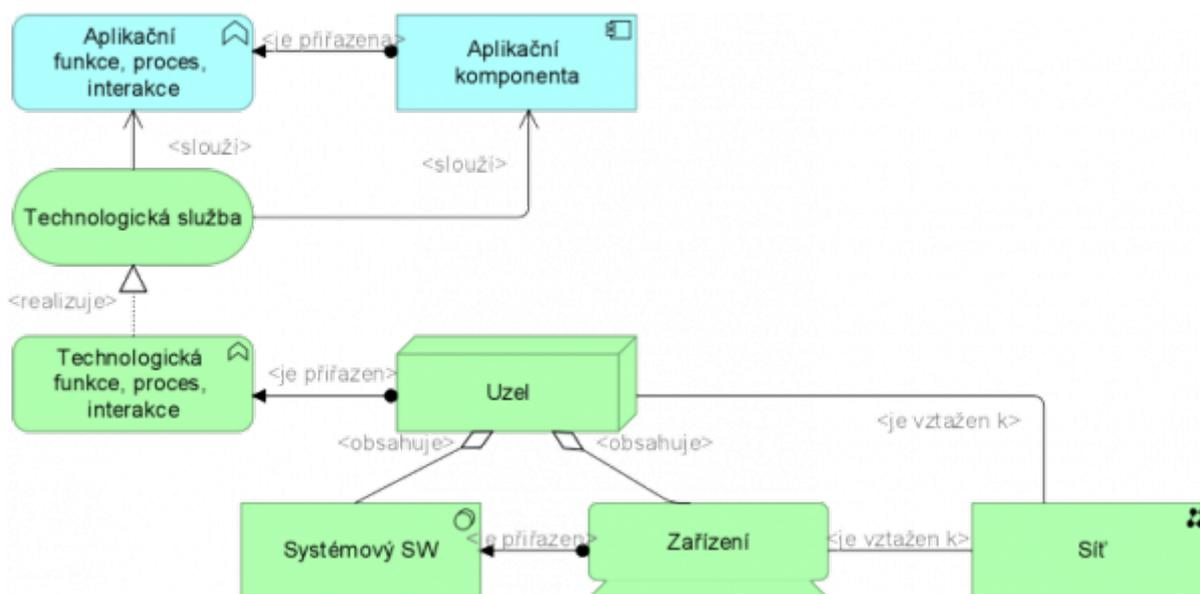 Aplikační
funkce, proces,
interakce
<je přiřazena>
Aplikační
komponenta
<slouží>
<slouží>
Technologická služba
<realizuje>
Technologická
funkce, proces,
interakce
<je přiřazen>
Uzel
<je vztažen k>
<obsahuje>
<obsahuje>
Systémový SW
<je přiřazen>
Zařízení
<je vztažen k>
Síť